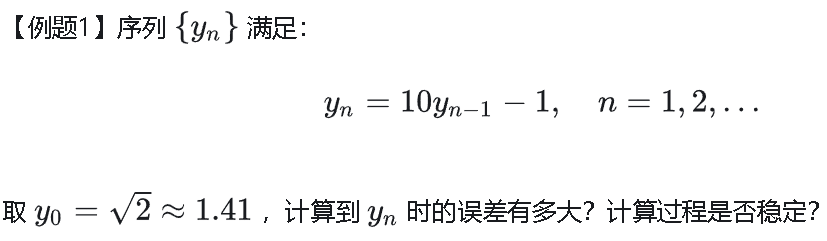 【例题1】序列 {yₙ} 满足：
yₙ = 10yₙ₋₁ − 1,  n = 1, 2, …
取 y₀ = √2 ≈ 1.41 ，计算到 yₙ 时的误差有多大？计算过程是否稳定？